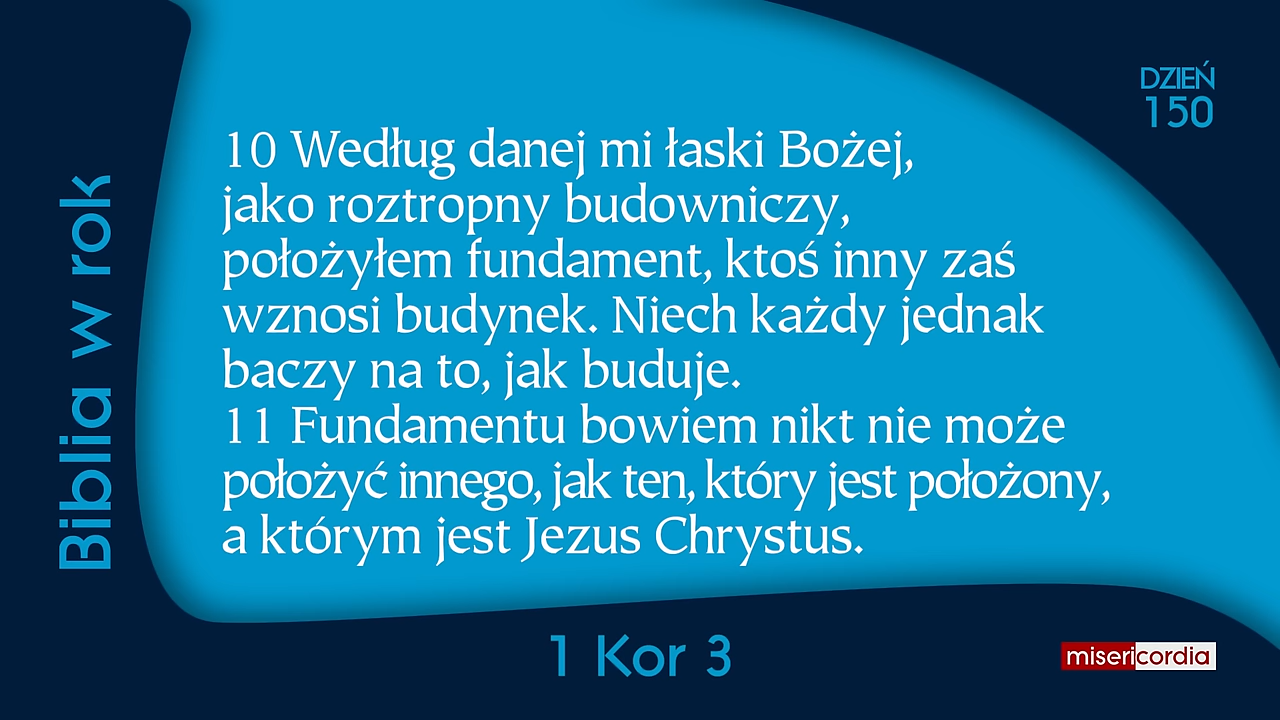 DZIEŃ
150
Biblia w rok
10 Według danej mi łaski Bożej,
jako roztropny budowniczy,
położyłem fundament, ktoś inny zaś
wznosi budynek. Niech każdy jednak
baczy na to, jak buduje.
11 Fundamentu bowiem nikt nie może
położyć innego, jak ten, który jest położony,
a którym jest Jezus Chrystus.
1 Kor 3
misericordia